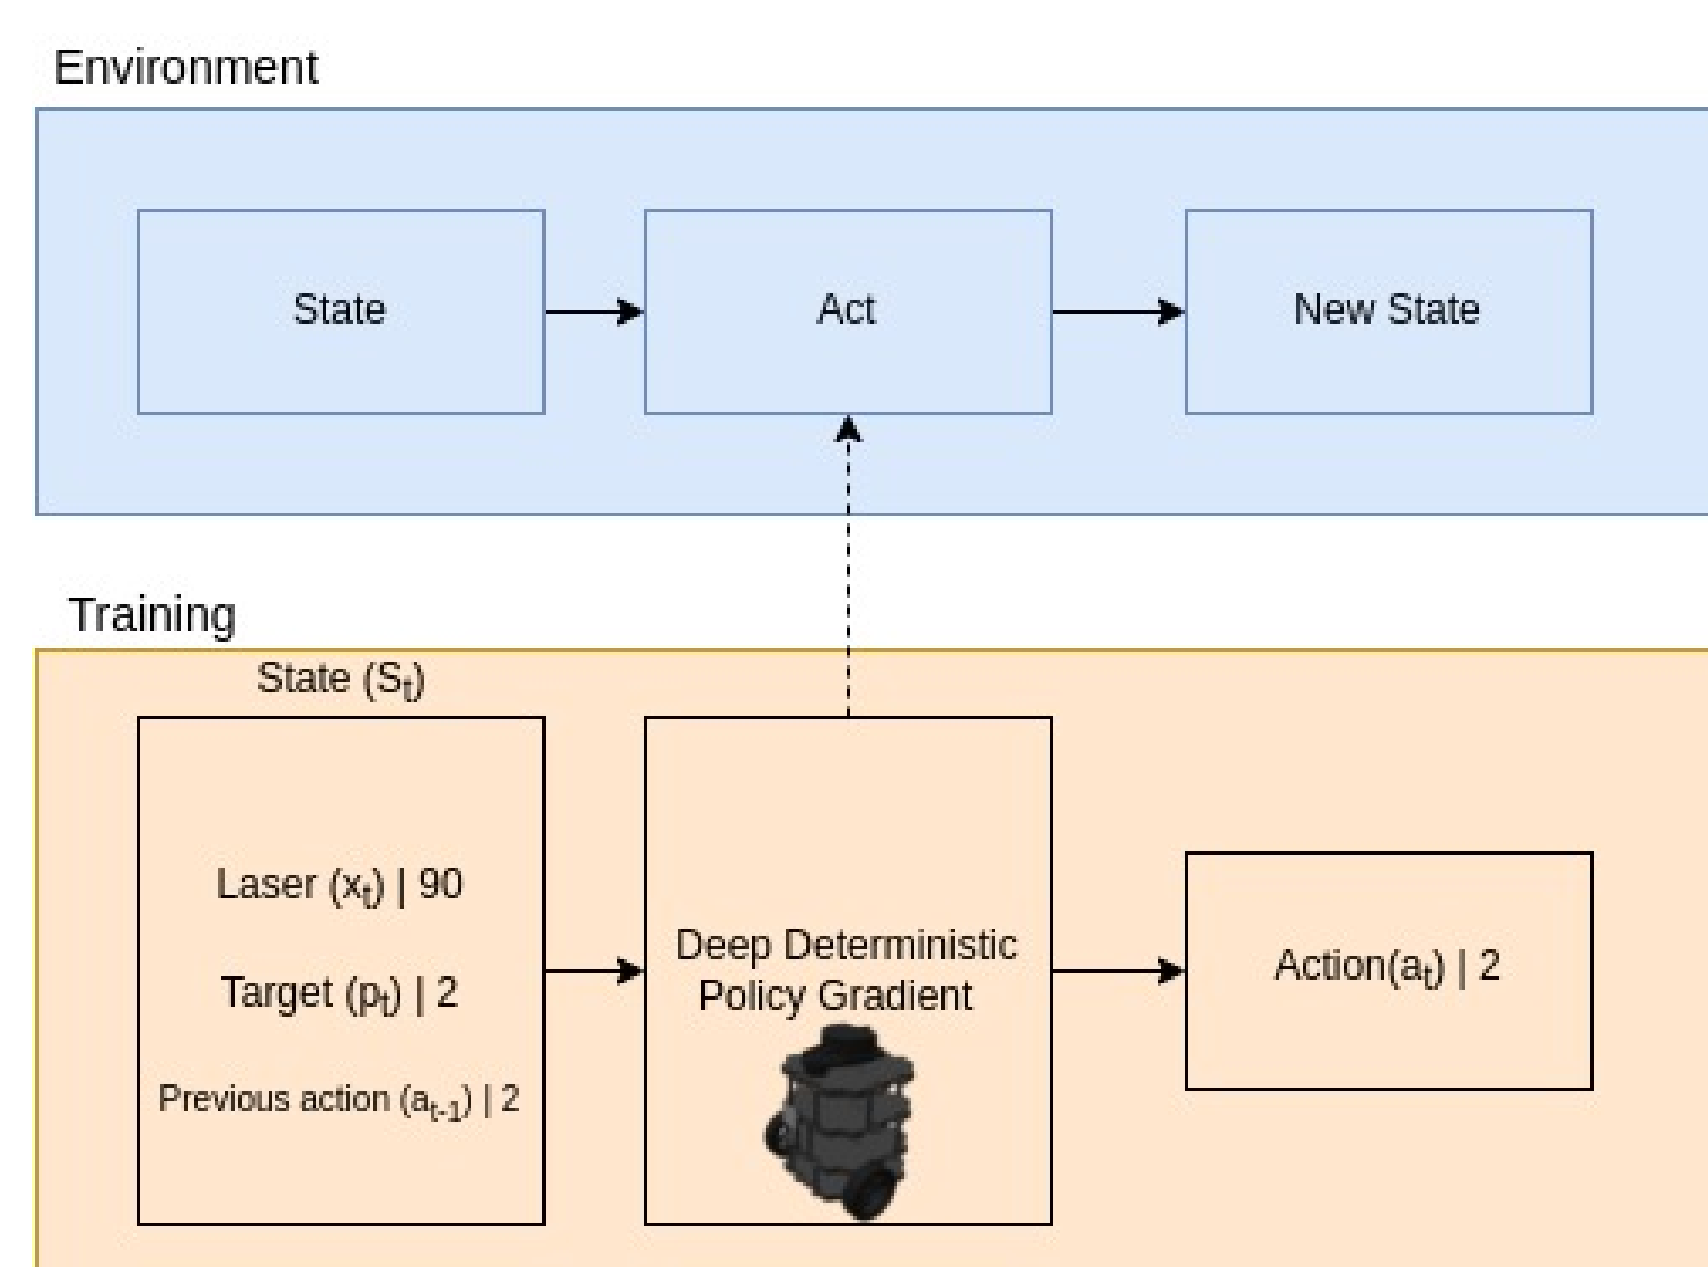 Environment
State
Act
New State
Training
State (Sₜ)
Laser (xₜ) | 90
Target (pₜ) | 2
Previous action (aₜ₋₁) | 2
Deep Deterministic
Policy Gradient
Action(aₜ) | 2